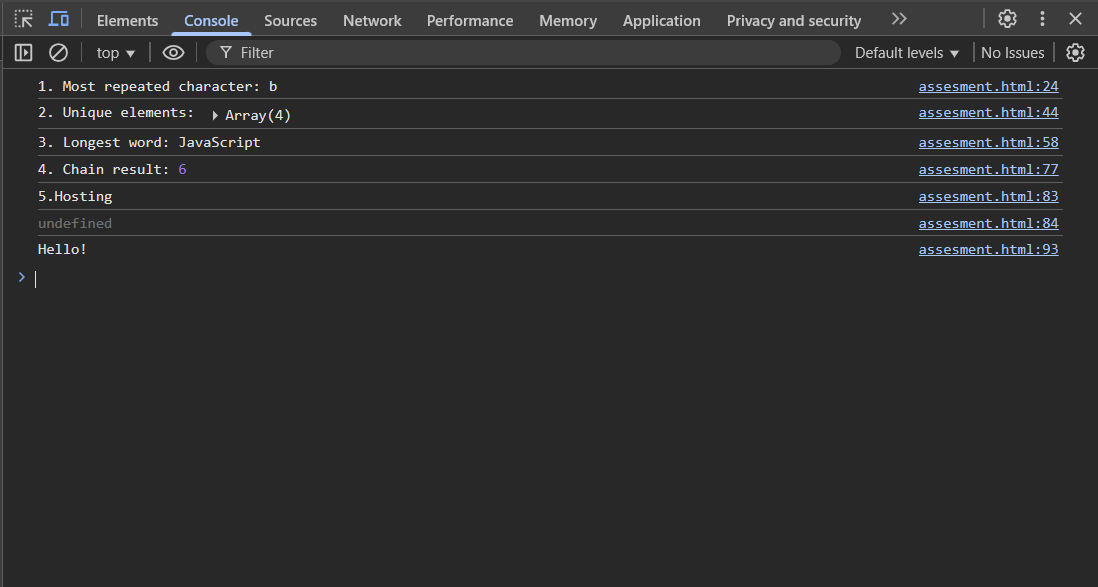 Elements Console Sources Network Performance Memory Application Privacy and security
top Filter Default levels No Issues
1. Most repeated character: b assesment.html:24
2. Unique elements: Array(4) assesment.html:44
3. Longest word: JavaScript assesment.html:58
4. Chain result: 6 assesment.html:77
5.Hosting assesment.html:83
undefined assesment.html:84
Hello! assesment.html:93